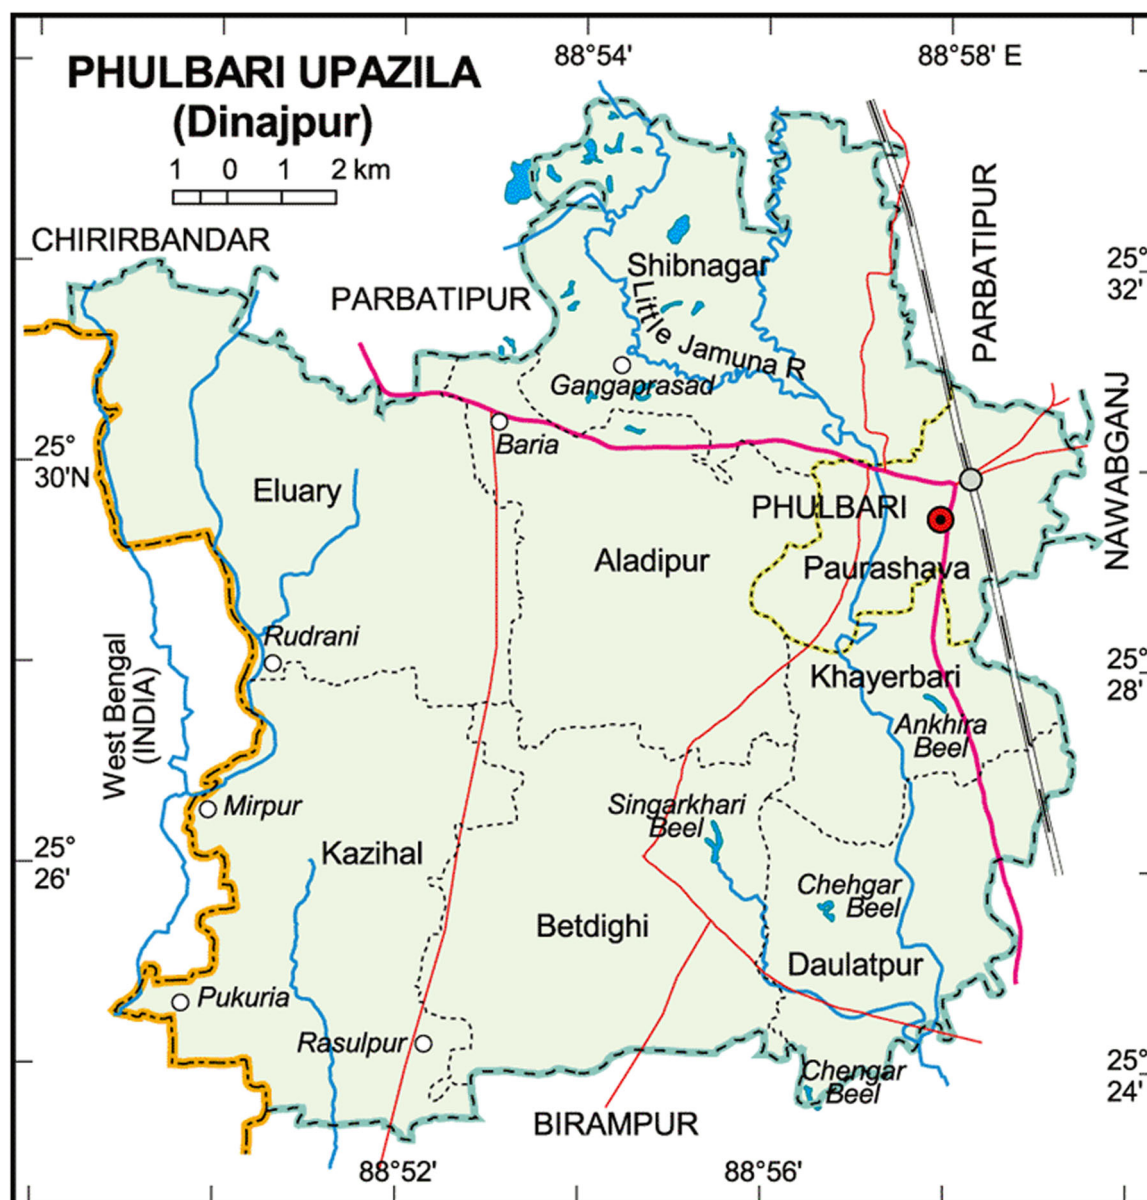 PHULBARI UPAZILA
(Dinajpur)
1 0 1 2 km
88°54'
88°58' E
CHIRIRBANDAR
PARBATIPUR
PARBATIPUR
25°
32'
Shibnagar
Little Jamuna R
Gangaprasad
NAWABGANJ
Baria
25°
30'N
Eluary
PHULBARI
Aladipur
Paurashava
Rudrani
25°
28'
Khayerbari
West Bengal
(INDIA)
Ankhira
Beel
Mirpur
Singarkhari
Beel
25°
26'
Kazihal
Chehgar
Beel
Betdighi
Daulatpur
Pukuria
Rasulpur
Chengar
Beel
25°
24'
BIRAMPUR
88°52'
88°56'